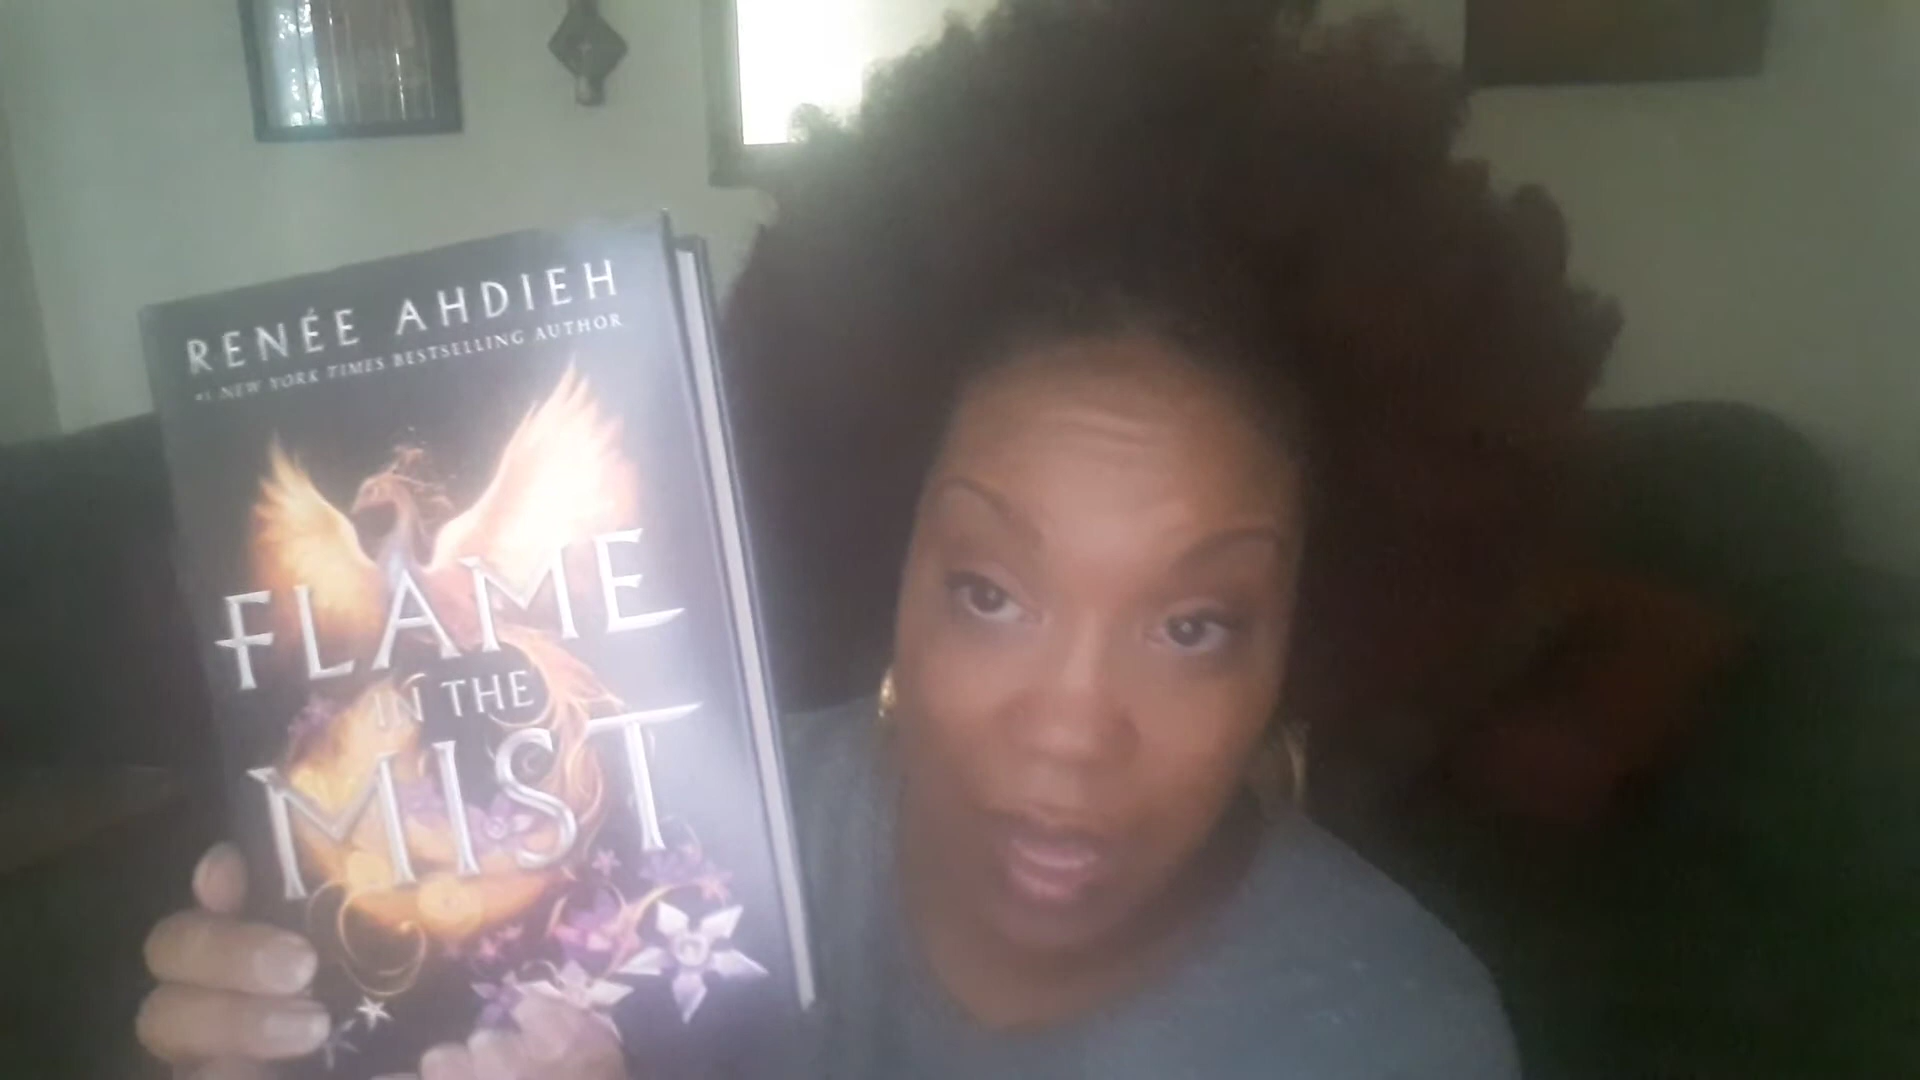 RENÉE AHDIEH
#1 NEW YORK TIMES BESTSELLING AUTHOR
FLAME
IN THE
MIST